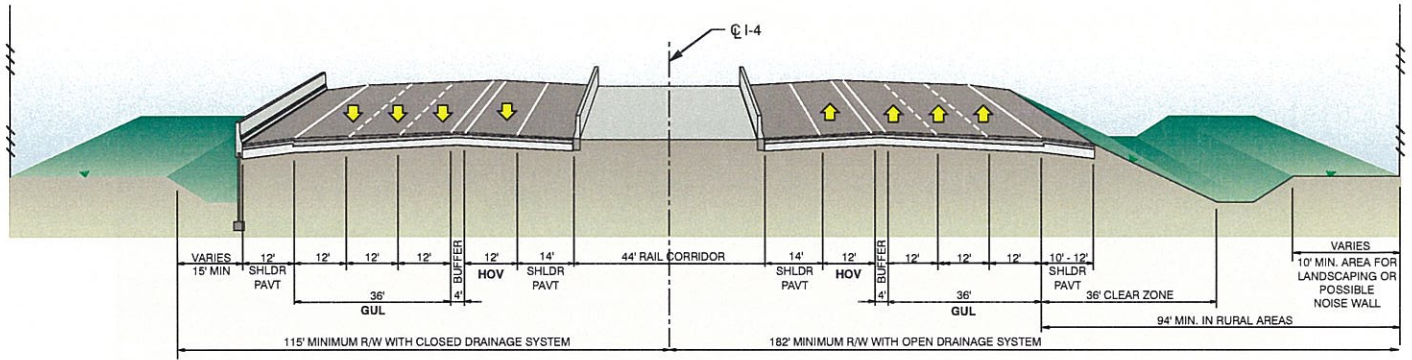 ℄ I-4
VARIES
15' MIN
12'
SHLDR
PAVT
12'
12'
12'
BUFFER
12'
HOV
14'
SHLDR
PAVT
44' RAIL CORRIDOR
14'
SHLDR
PAVT
12'
HOV
BUFFER
12'
12'
12'
10' - 12'
SHLDR
PAVT
VARIES
10' MIN. AREA FOR
LANDSCAPING OR
POSSIBLE
NOISE WALL
36'
GUL
4'
4'
36'
GUL
36' CLEAR ZONE
94' MIN. IN RURAL AREAS
115' MINIMUM R/W WITH CLOSED DRAINAGE SYSTEM
182' MINIMUM R/W WITH OPEN DRAINAGE SYSTEM